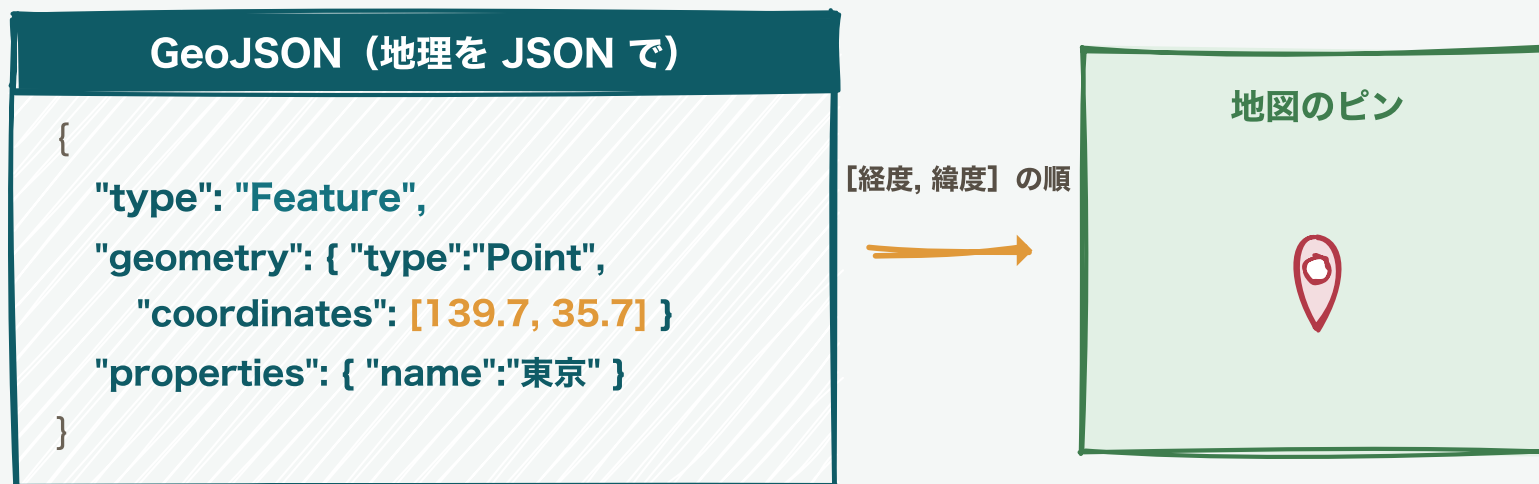 GeoJSON（地理を JSON で）
{
"type": "Feature",
"geometry": { "type":"Point",
"coordinates": [139.7, 35.7] }
"properties": { "name":"東京" }
}
［経度, 緯度］の順
地図のピン